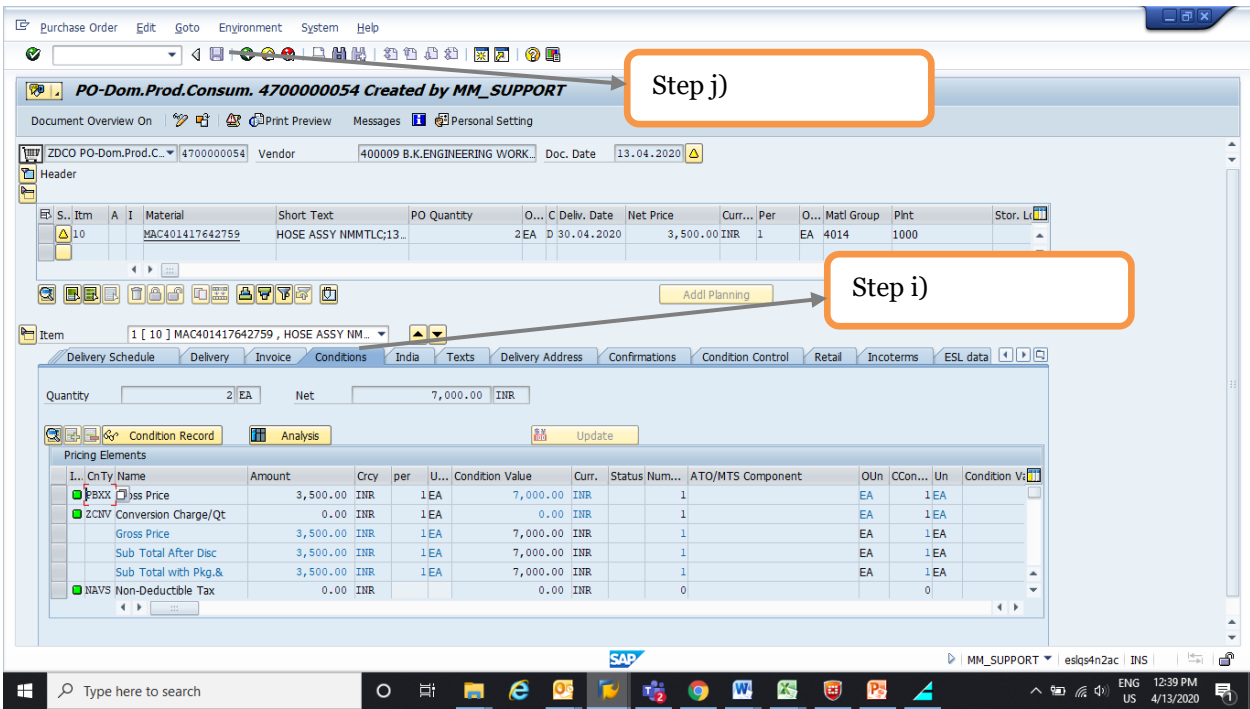 Purchase Order Edit Goto Environment System Help
Step j)
PO-Dom.Prod.Consum. 4700000054 Created by MM_SUPPORT
Document Overview On Print Preview Messages Personal Setting
ZDCO PO-Dom.Prod.C... 4700000054 Vendor 400009 B.K.ENGINEERING WORK... Doc. Date 13.04.2020
Header
S.. Itm A I Material Short Text PO Quantity O... C Deliv. Date Net Price Curr... Per O... Matl Group Plnt Stor. Lo
10 MAC401417642759 HOSE ASSY NMMTLC;13... 2 EA D 30.04.2020 3,500.00 INR 1 EA 4014 1000
Step i)
Addl Planning
Item 1 [ 10 ] MAC401417642759 , HOSE ASSY NM...
Delivery Schedule Delivery Invoice Conditions India Texts Delivery Address Confirmations Condition Control Retail Incoterms ESL data
Quantity 2 EA Net 7,000.00 INR
Condition Record Analysis Update
Pricing Elements
I... CnTy Name Amount Crcy per U... Condition Value Curr. Status Num... ATO/MTS Component OUn CCon... Un Condition Va
PBXX oss Price 3,500.00 INR 1 EA 7,000.00 INR 1 EA 1 EA
ZCNV Conversion Charge/Qt 0.00 INR 1 EA 0.00 INR 1 EA 1 EA
Gross Price 3,500.00 INR 1 EA 7,000.00 INR 1 EA 1 EA
Sub Total After Disc 3,500.00 INR 1 EA 7,000.00 INR 1 EA 1 EA
Sub Total with Pkg.& 3,500.00 INR 1 EA 7,000.00 INR 1 EA 1 EA
NAVS Non-Deductible Tax 0.00 INR 0.00 INR 0 0
SAP
MM_SUPPORT eslqs4n2ac INS
Type here to search
ENG 12:39 PM
US 4/13/2020